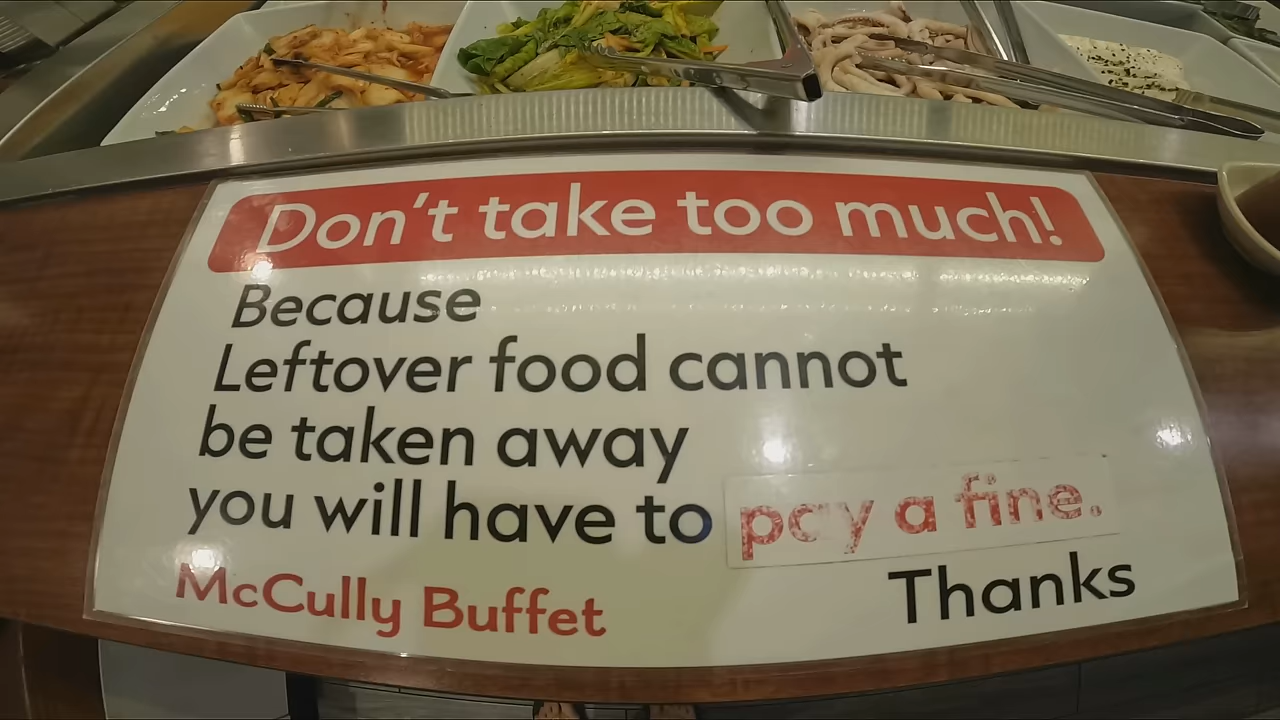 Don't take too much!
Because
Leftover food cannot
be taken away
you will have to pay a fine.
McCully Buffet
Thanks